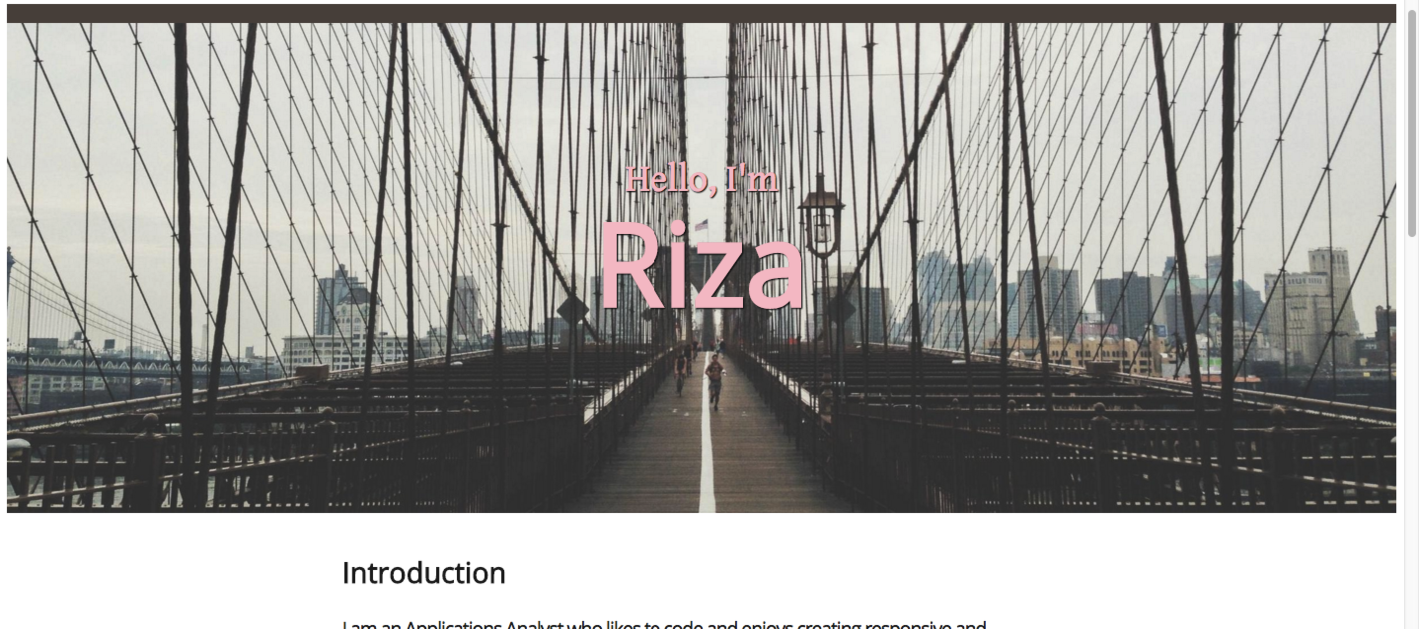 Hello, I'm
Riza
Introduction
I am an Applications Analyst who likes to code and enjoys creating responsive and